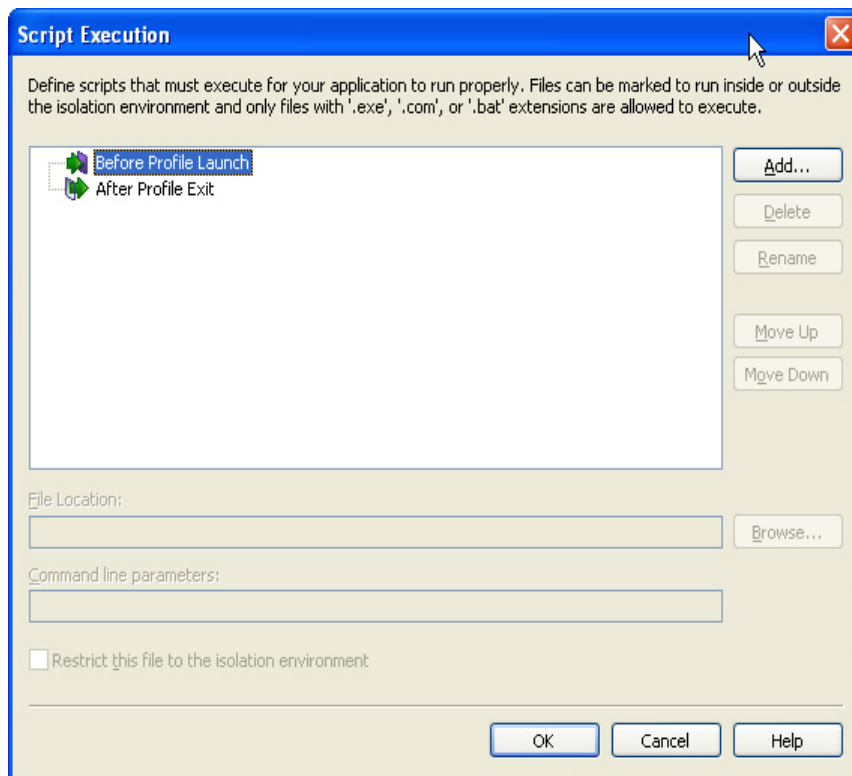 Script Execution
Define scripts that must execute for your application to run properly. Files can be marked to run inside or outside
the isolation environment and only files with '.exe', '.com', or '.bat' extensions are allowed to execute.
Before Profile Launch
After Profile Exit
Add...
Delete
Rename
Move Up
Move Down
File Location:
Browse...
Command line parameters:
Restrict this file to the isolation environment
OK
Cancel
Help